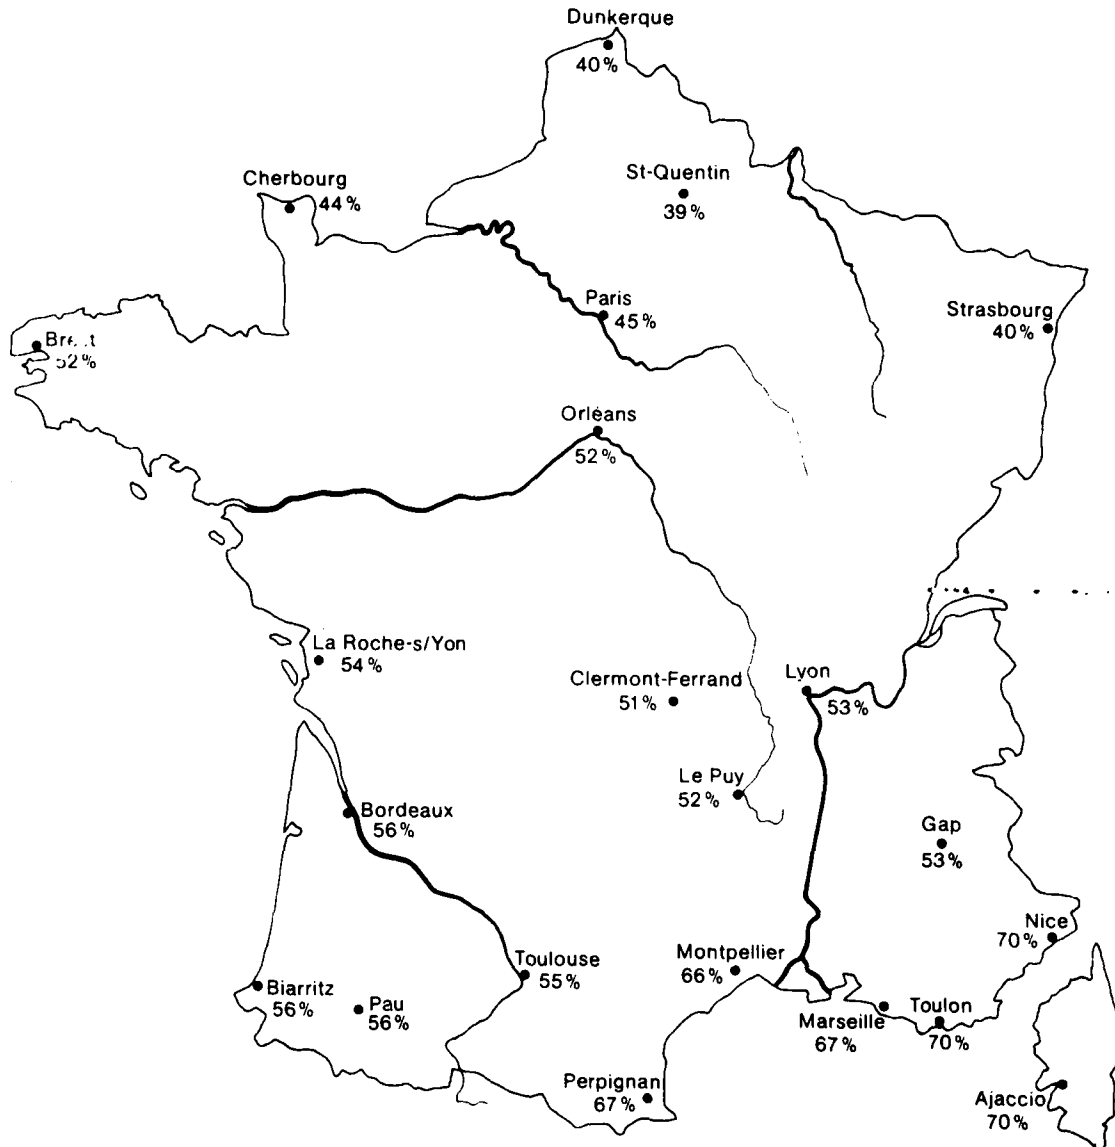 Dunkerque
40%
St-Quentin
39%
Cherbourg
44%
Paris
45%
Strasbourg
40%
52%
Orléans
52%
La Roche-s/Yon
54%
Clermont-Ferrand
51%
Lyon
53%
Le Puy
52%
Bordeaux
56%
Gap
53%
Nice
70%
Montpellier
66%
Toulouse
55%
Biarritz
56%
Pau
56%
Marseille
67%
Toulon
70%
Perpignan
67%
Ajaccio
70%